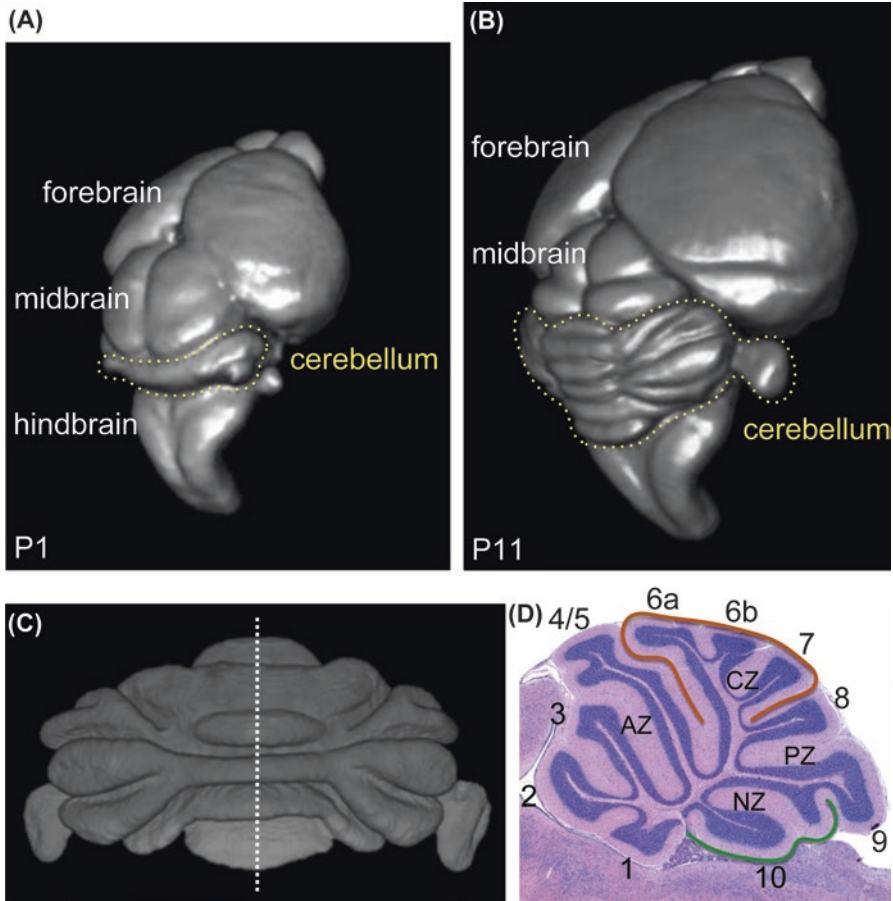 (A)
forebrain
midbrain
cerebellum
hindbrain
P1
(B)
forebrain
midbrain
cerebellum
P11
(C)
(D)
6a
6b
4/5
7
CZ
8
3
AZ
PZ
2
NZ
9
1
10